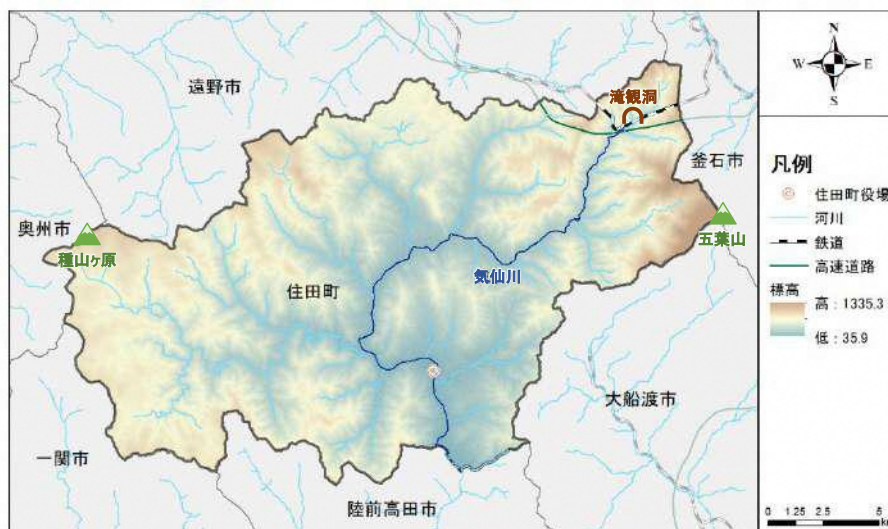 遠野市
滝観洞
釜石市
奥州市
種山ヶ原
五葉山
住田町
気仙川
大船渡市
一関市
陸前高田市
N
W E
S
凡例
住田町役場
河川
鉄道
高速道路
標高
高：1335.3
低：35.9
0 1.25 2.5 5